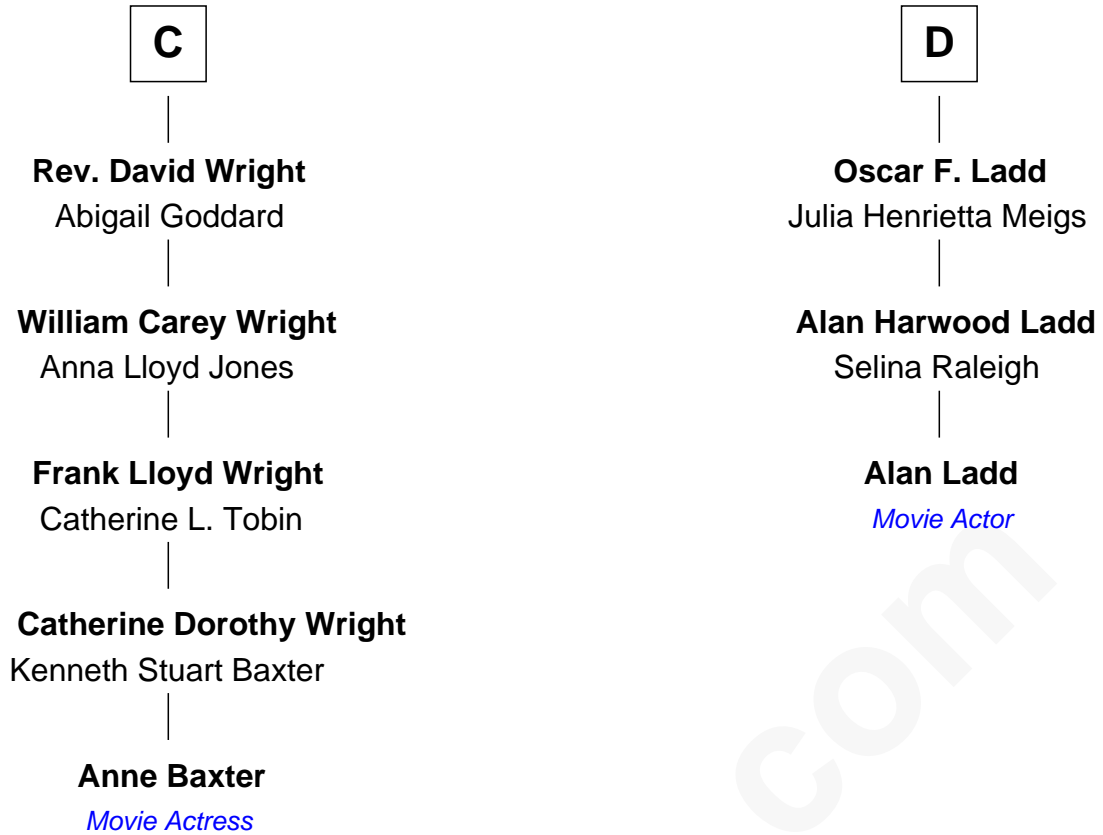 C
Rev. David Wright
Abigail Goddard
William Carey Wright
Anna Lloyd Jones
Frank Lloyd Wright
Catherine L. Tobin
Catherine Dorothy Wright
Kenneth Stuart Baxter
Anne Baxter
Movie Actress
D
Oscar F. Ladd
Julia Henrietta Meigs
Alan Harwood Ladd
Selina Raleigh
Alan Ladd
Movie Actor
com